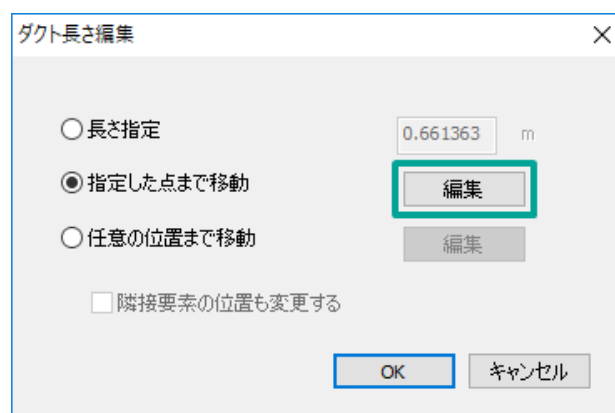 ダクト長さ編集
長さ指定 0.661363 m
指定した点まで移動 編集
任意の位置まで移動 編集
隣接要素の位置も変更する
OK キャンセル